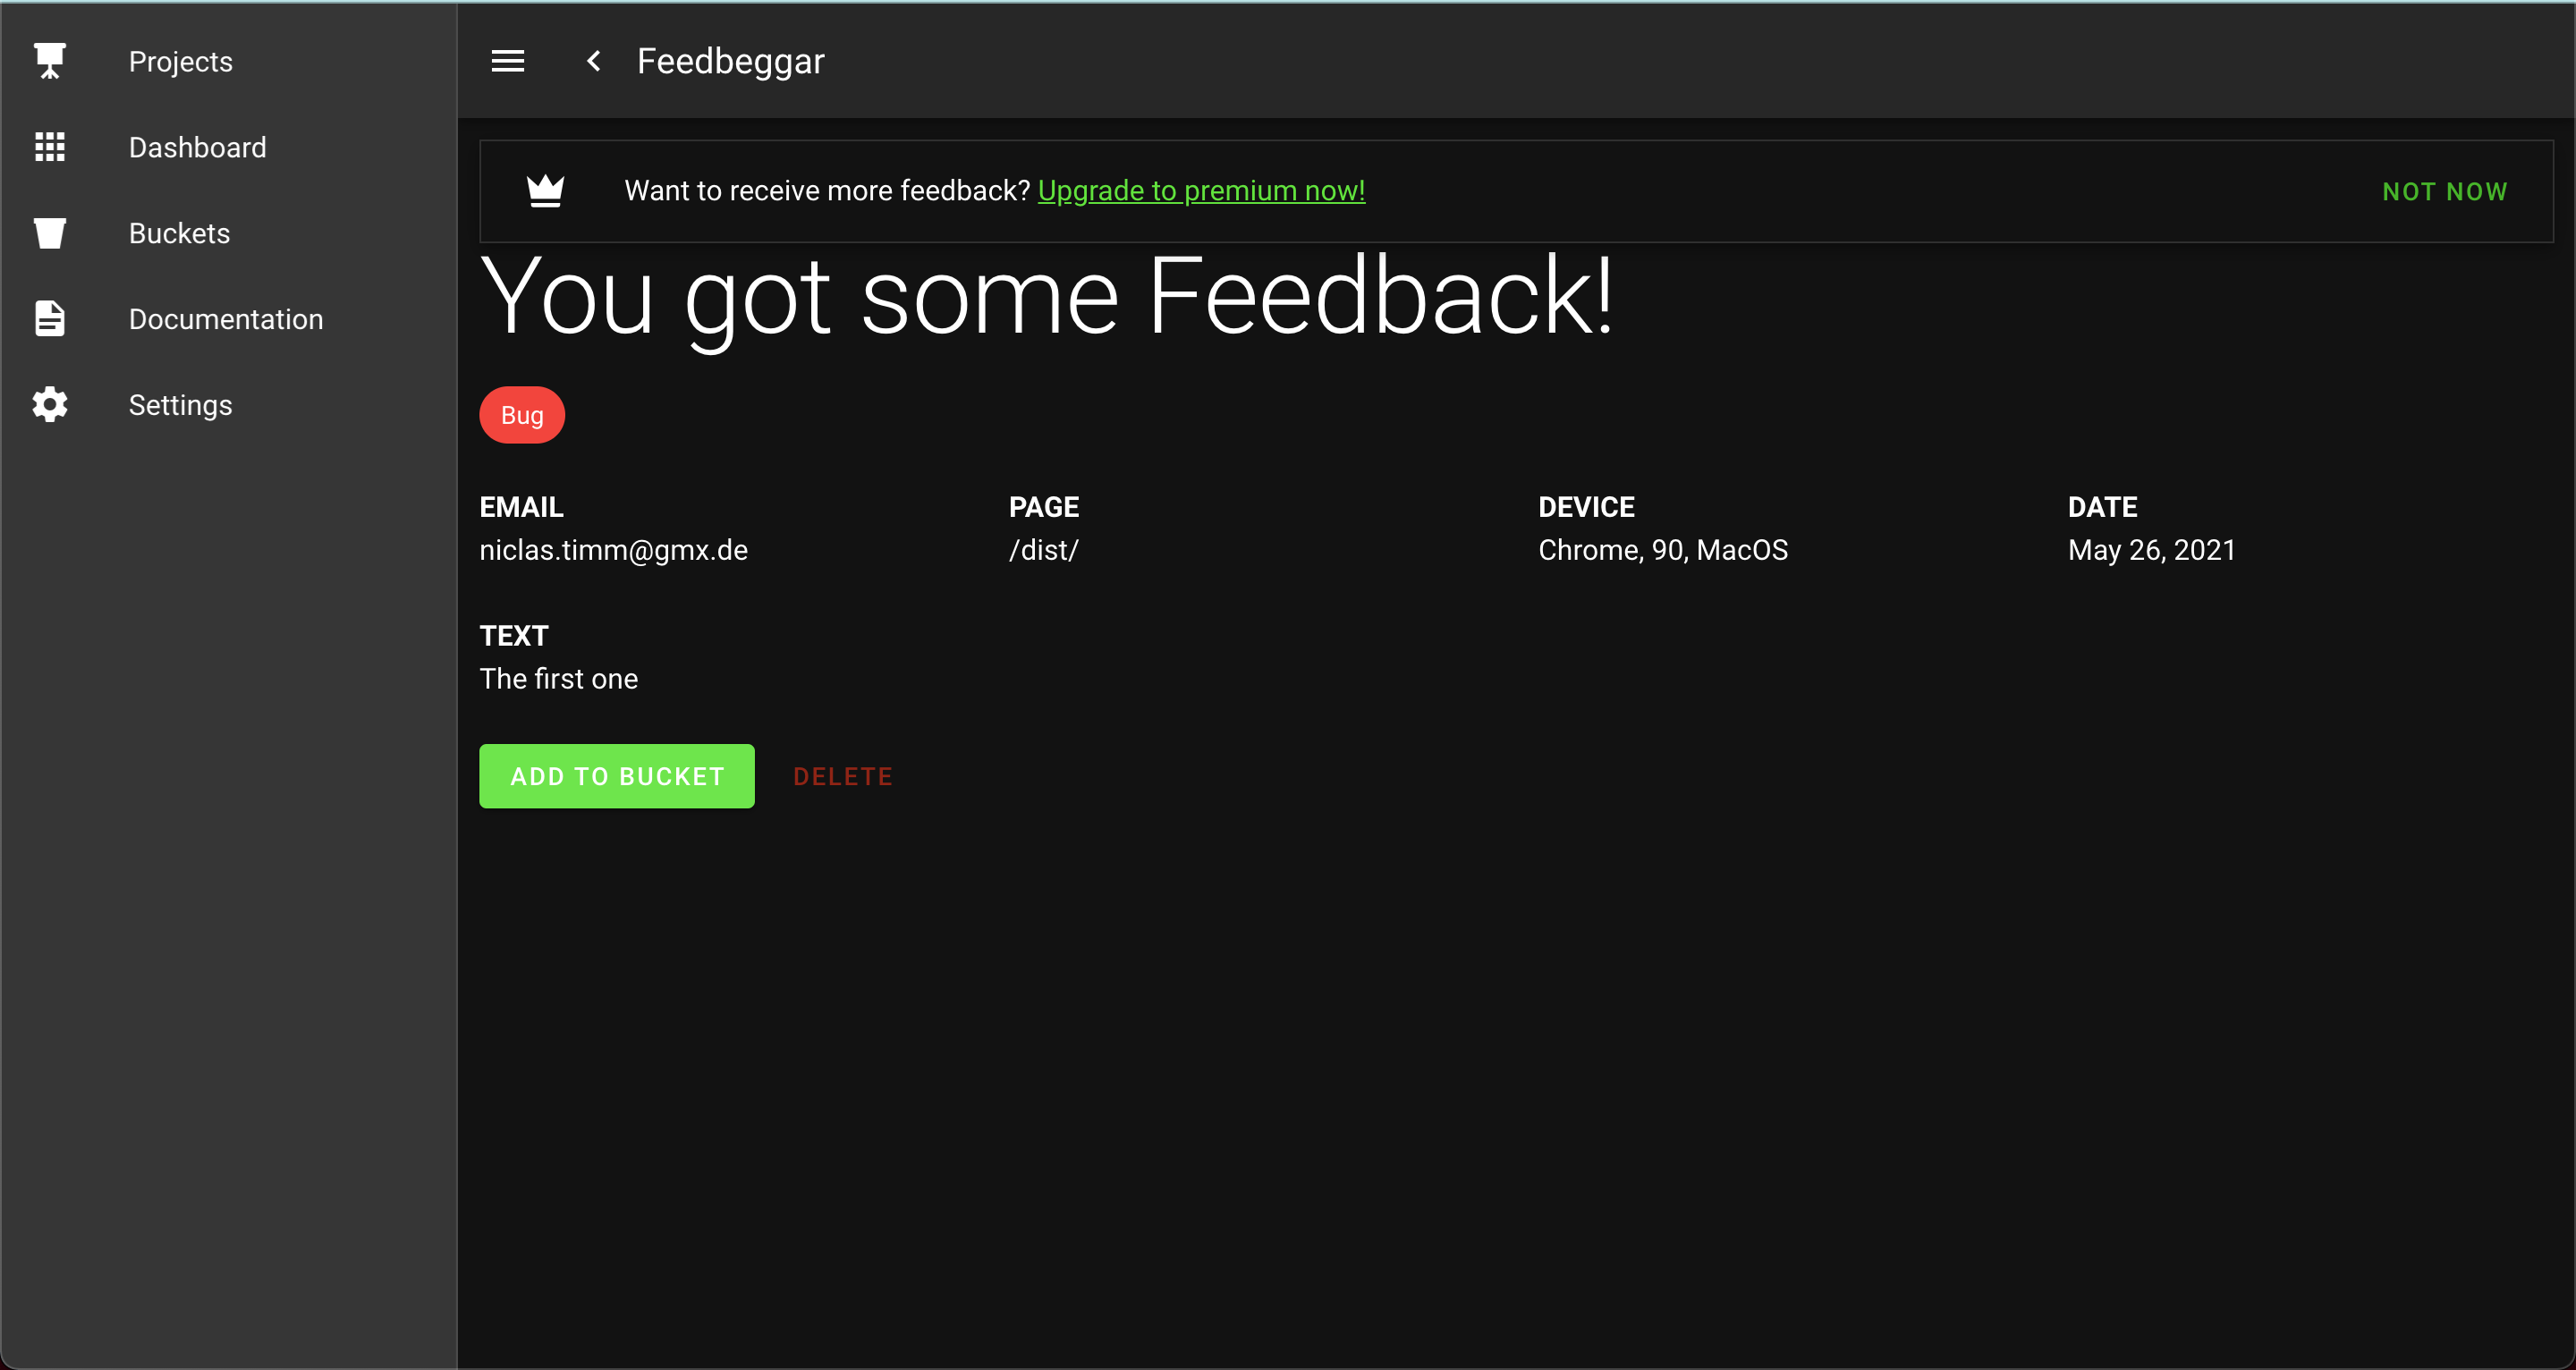 Projects
Dashboard
Buckets
Documentation
Settings
Feedbeggar
Want to receive more feedback? Upgrade to premium now!
NOT NOW
You got some Feedback!
Bug
EMAIL
niclas.timm@gmx.de
PAGE
/dist/
DEVICE
Chrome, 90, MacOS
DATE
May 26, 2021
TEXT
The first one
ADD TO BUCKET
DELETE